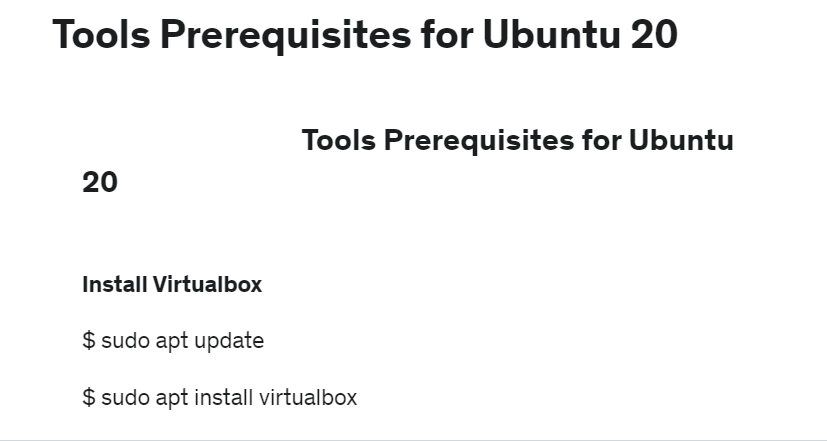 Tools Prerequisites for Ubuntu 20
Tools Prerequisites for Ubuntu
20
Install Virtualbox
$ sudo apt update
$ sudo apt install virtualbox